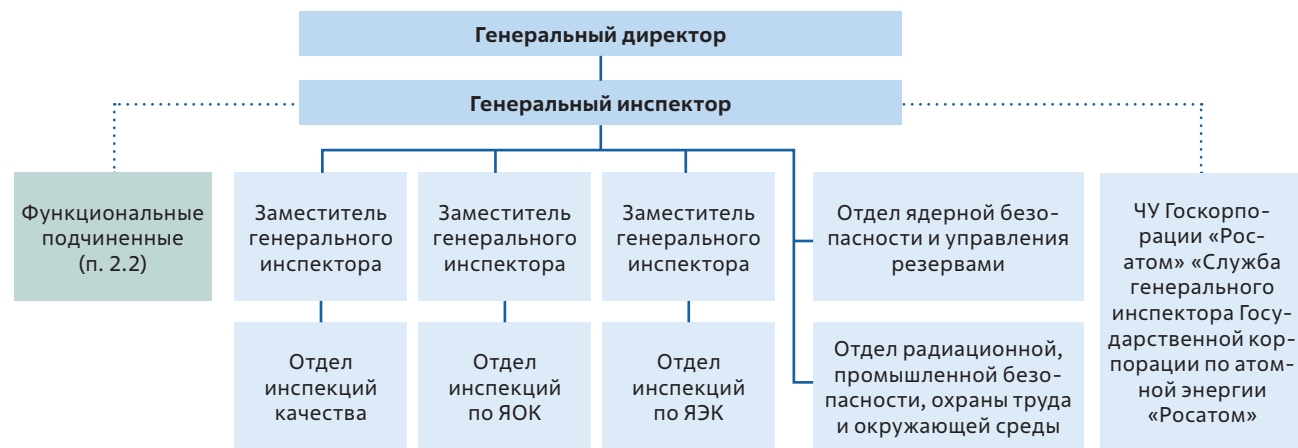 Генеральный директор
Генеральный инспектор
Функциональные
подчиненные
(п. 2.2)
Заместитель
генерального
инспектора
Заместитель
генерального
инспектора
Заместитель
генерального
инспектора
Отдел ядерной безо-
пасности и управления
резервами
ЧУ Госкорпо-
рации «Рос-
атом» «Служба
генерального
инспектора Госу-
дарственной кор-
порации по атом-
ной энергии
«Росатом»
Отдел
инспекций
качества
Отдел
инспекций
по ЯОК
Отдел
инспекций
по ЯЭК
Отдел радиационной,
промышленной безо-
пасности, охраны труда
и окружающей среды